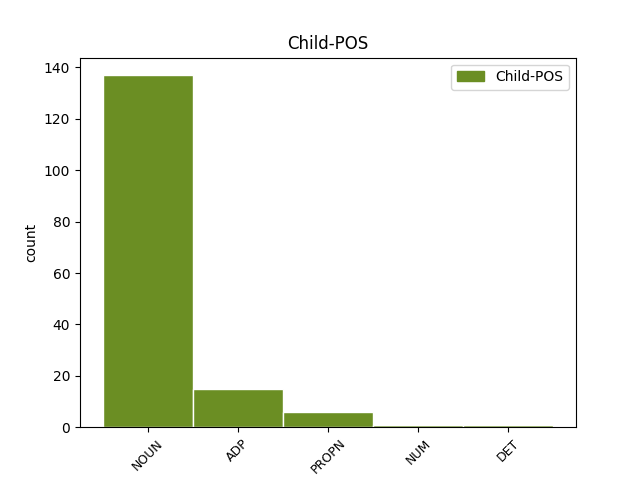 Child-POS
Child-POS
count
140
120
100
80
60
40
20
0
NOUN
ADP
PROPN
NUM
DET